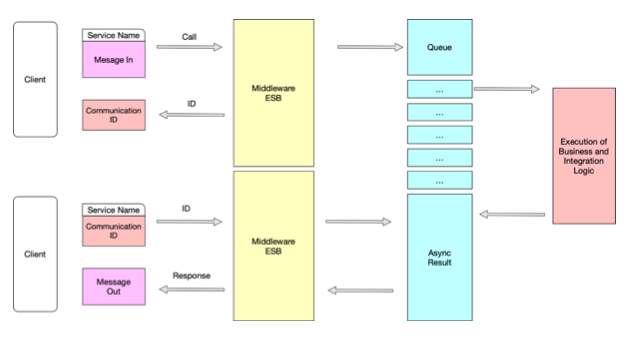 Client
Service Name
Mesage In
Call
Communication
ID
ID
Middleware
ESB
Queue
...
...
...
...
...
Execution of
Business and
Integration
Logic
Client
Service Name
Communication
ID
ID
Message
Out
Response
Middleware
ESB
Async
Result